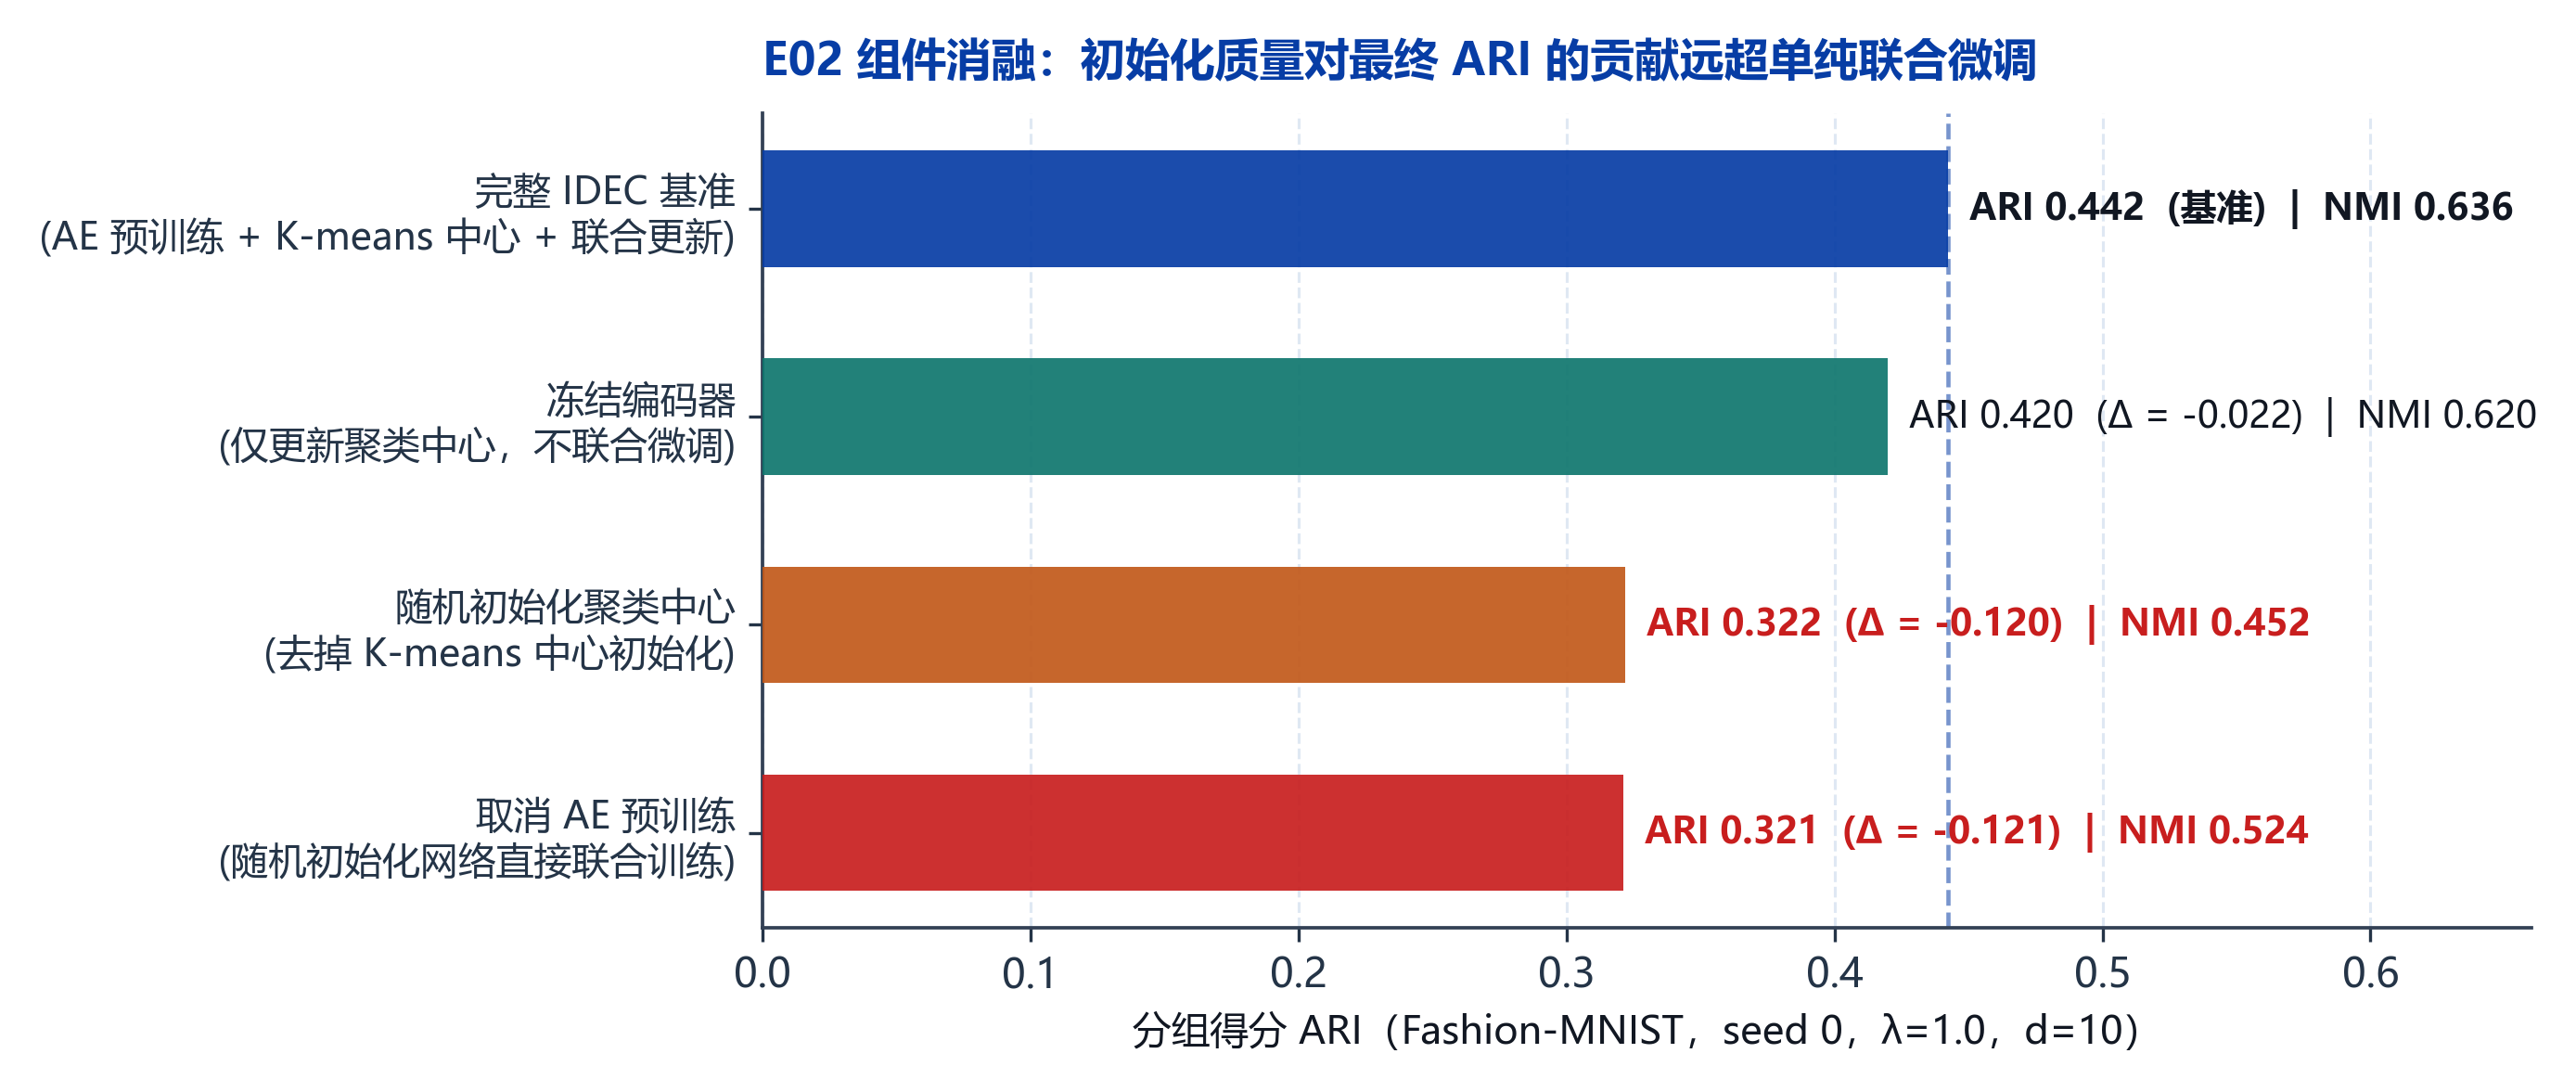 E02 组件消融：初始化质量对最终 ARI 的贡献远超单纯联合微调
完整 IDEC 基准
(AE 预训练 + K-means 中心 + 联合更新)
ARI 0.442 (基准) | NMI 0.636
冻结编码器
(仅更新聚类中心，不联合微调)
ARI 0.420 (Δ = -0.022) | NMI 0.620
随机初始化聚类中心
(去掉 K-means 中心初始化)
ARI 0.322 (Δ = -0.120) | NMI 0.452
取消 AE 预训练
(随机初始化网络直接联合训练)
ARI 0.321 (Δ = -0.121) | NMI 0.524
0.0 0.1 0.2 0.3 0.4 0.5 0.6
分组得分 ARI（Fashion-MNIST，seed 0，λ=1.0，d=10）